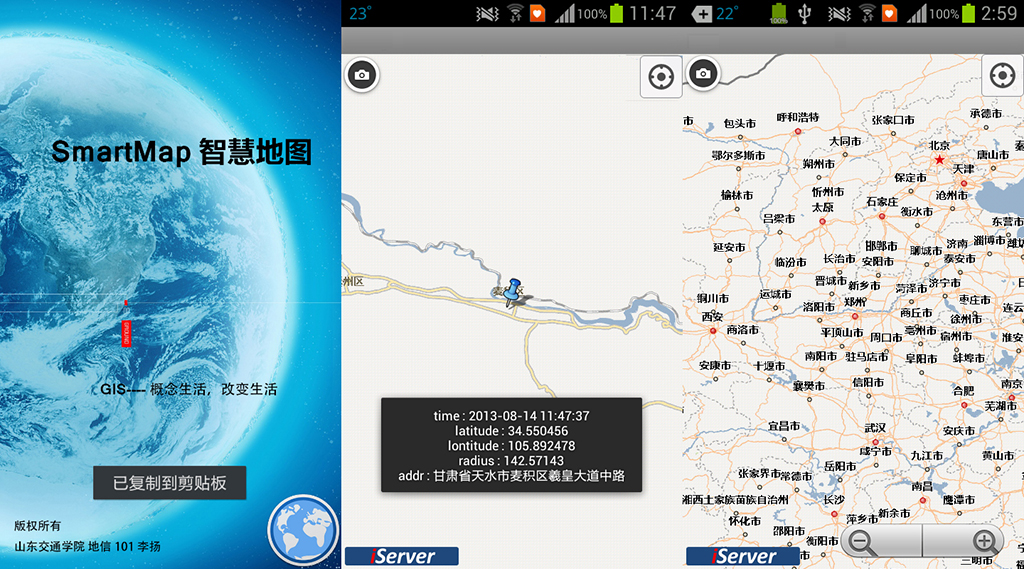 SmartMap 智慧地图
GIS---- 概念生活，改变生活
已复制到剪贴板
版权所有
山东交通学院 地信 101 李扬
23°
100%
11:47
州区
time : 2013-08-14 11:47:37
latitude : 34.550456
lontitude : 105.892478
radius : 142.57143
addr : 甘肃省天水市麦积区羲皇大道中路
iServer
22°
100%
100%
2:59
市
包头市
呼和浩特
张家口市
承德市
大同市
北京
鄂尔多斯市
朔州市
唐山市
秦
天津
保定市
榆林市
忻州市
沧州市
太原
石家庄
衡水市
吕梁市
东营市
延安市
邯郸市
聊城市
济南
淄博市
潍坊
临汾市
长治市
安阳市
泰安市
晋城市
新乡市
济宁市
铜川市
运城市
菏泽市
郑州
枣庄市
洛阳市
商丘市
连云
西安
商洛市
徐州市
平顶山市
周口市
亳州市
宿州市
淮安
南阳市
驻马店市
阜阳市
蚌埠市
安康市
十堰市
信阳市
襄樊市
合肥
南京
芜湖市
宜昌市
武汉
安庆市
咸宁市
九江市
黄山市
岳阳市
张家界市
常德市
南昌
湘西土家族苗族自治州
长沙
鹰潭市
怀化市
萍乡市
新余市
邵阳市
衡阳市
三明市
iServer